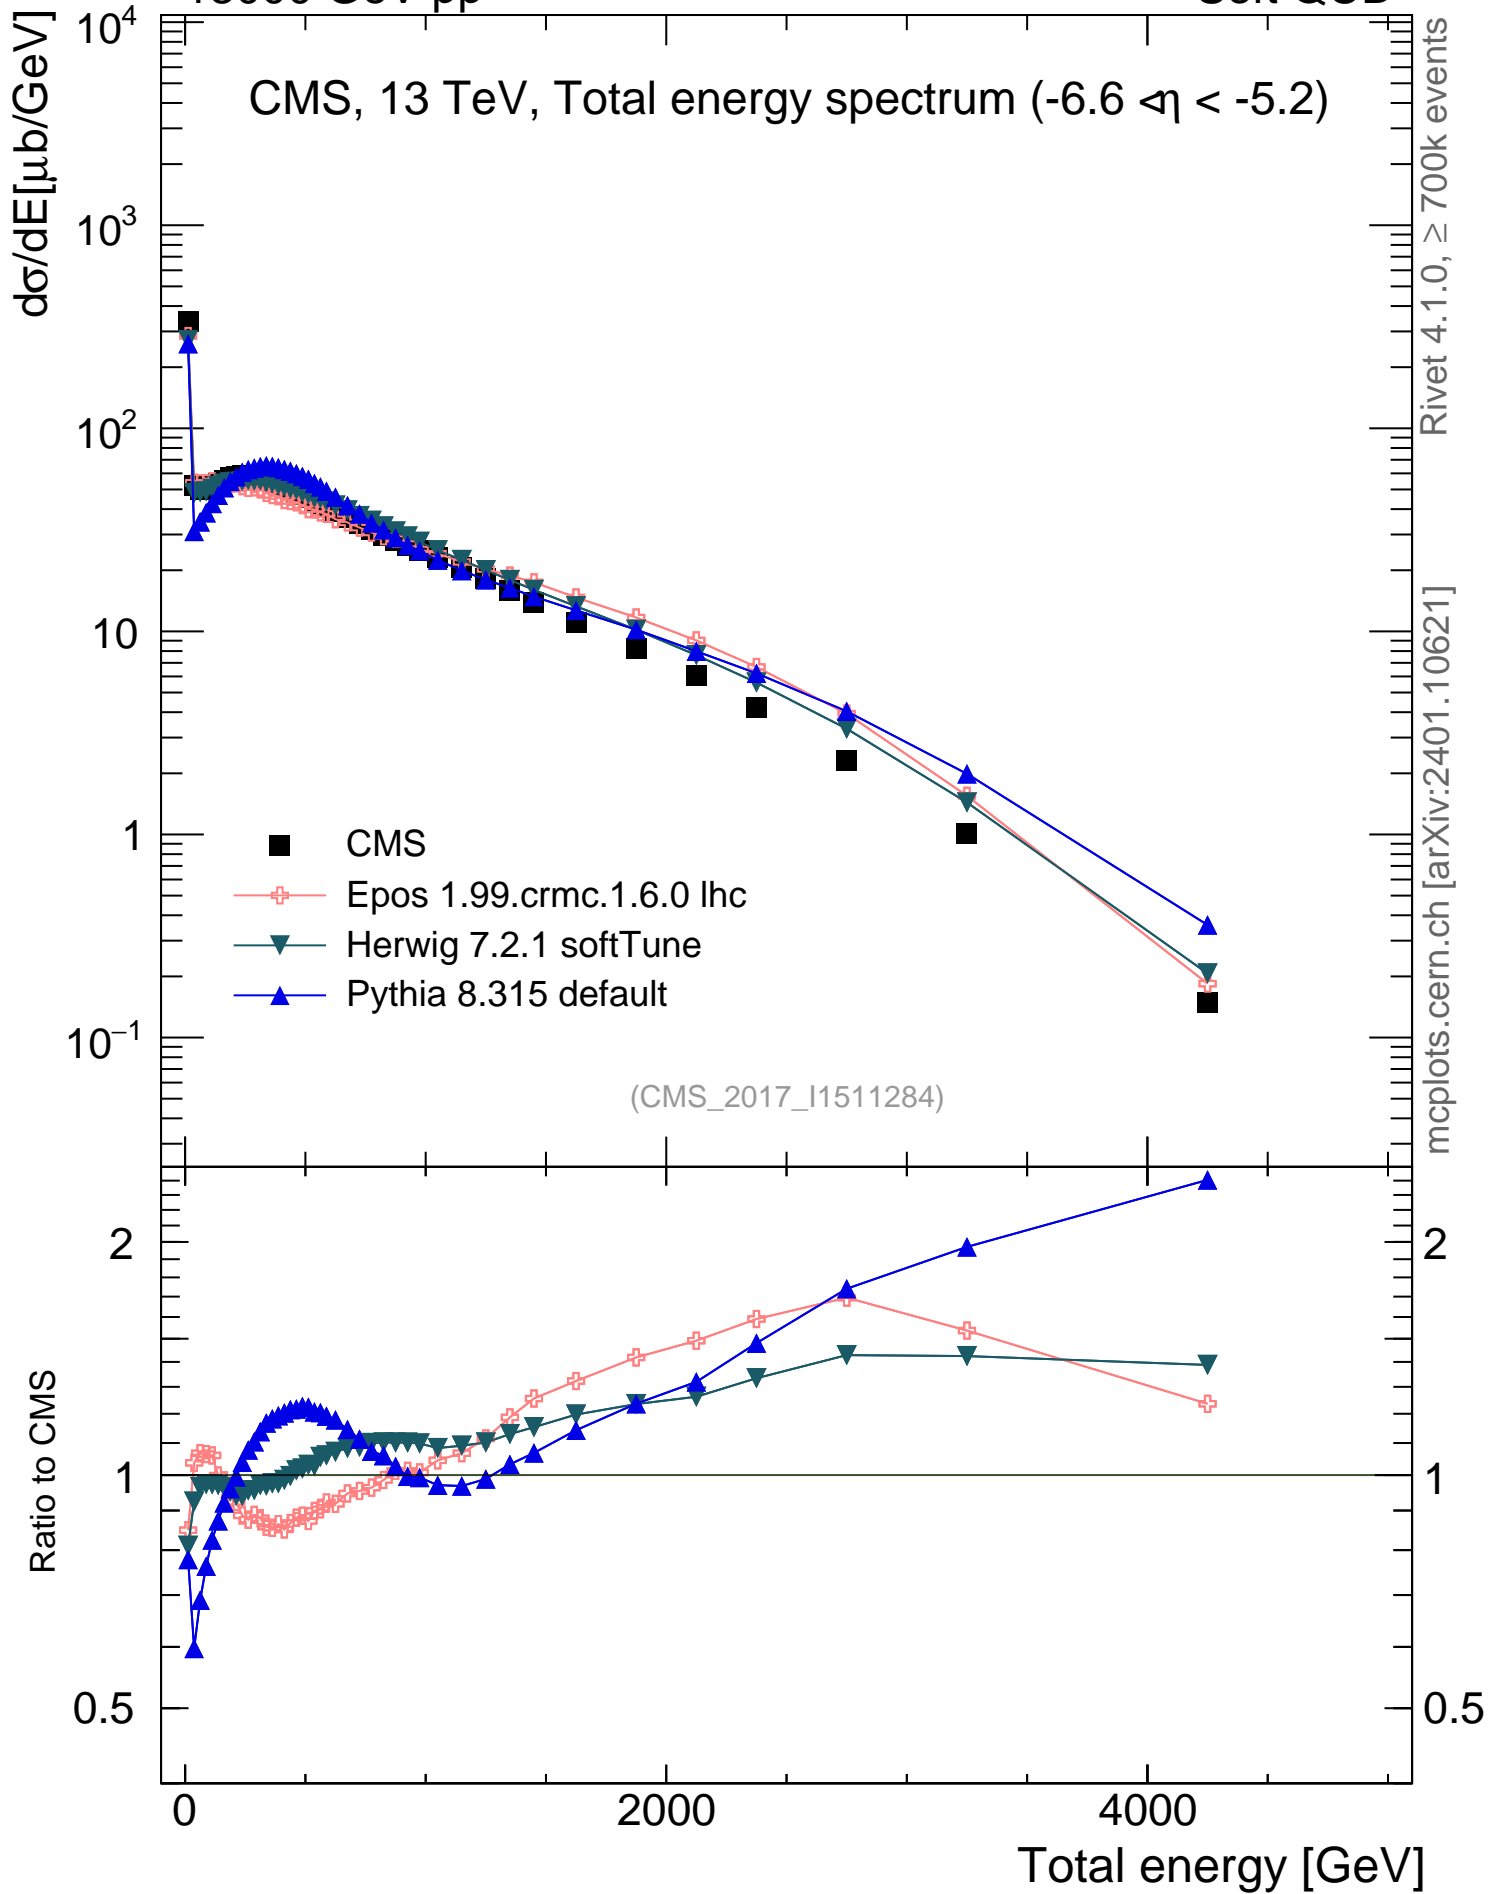 CMS, 13 TeV, Total energy spectrum (-6.6 <η < -5.2)
dσ/dE[μb/GeV]
10⁴
10³
10²
10
1
10⁻¹
CMS
Epos 1.99.crmc.1.6.0 lhc
Herwig 7.2.1 softTune
Pythia 8.315 default
(CMS_2017_I1511284)
Rivet 4.1.0, ≥ 700k events
mcplots.cern.ch [arXiv:2401.10621]
Ratio to CMS
2
1
0.5
2
1
0.5
0
2000
4000
Total energy [GeV]